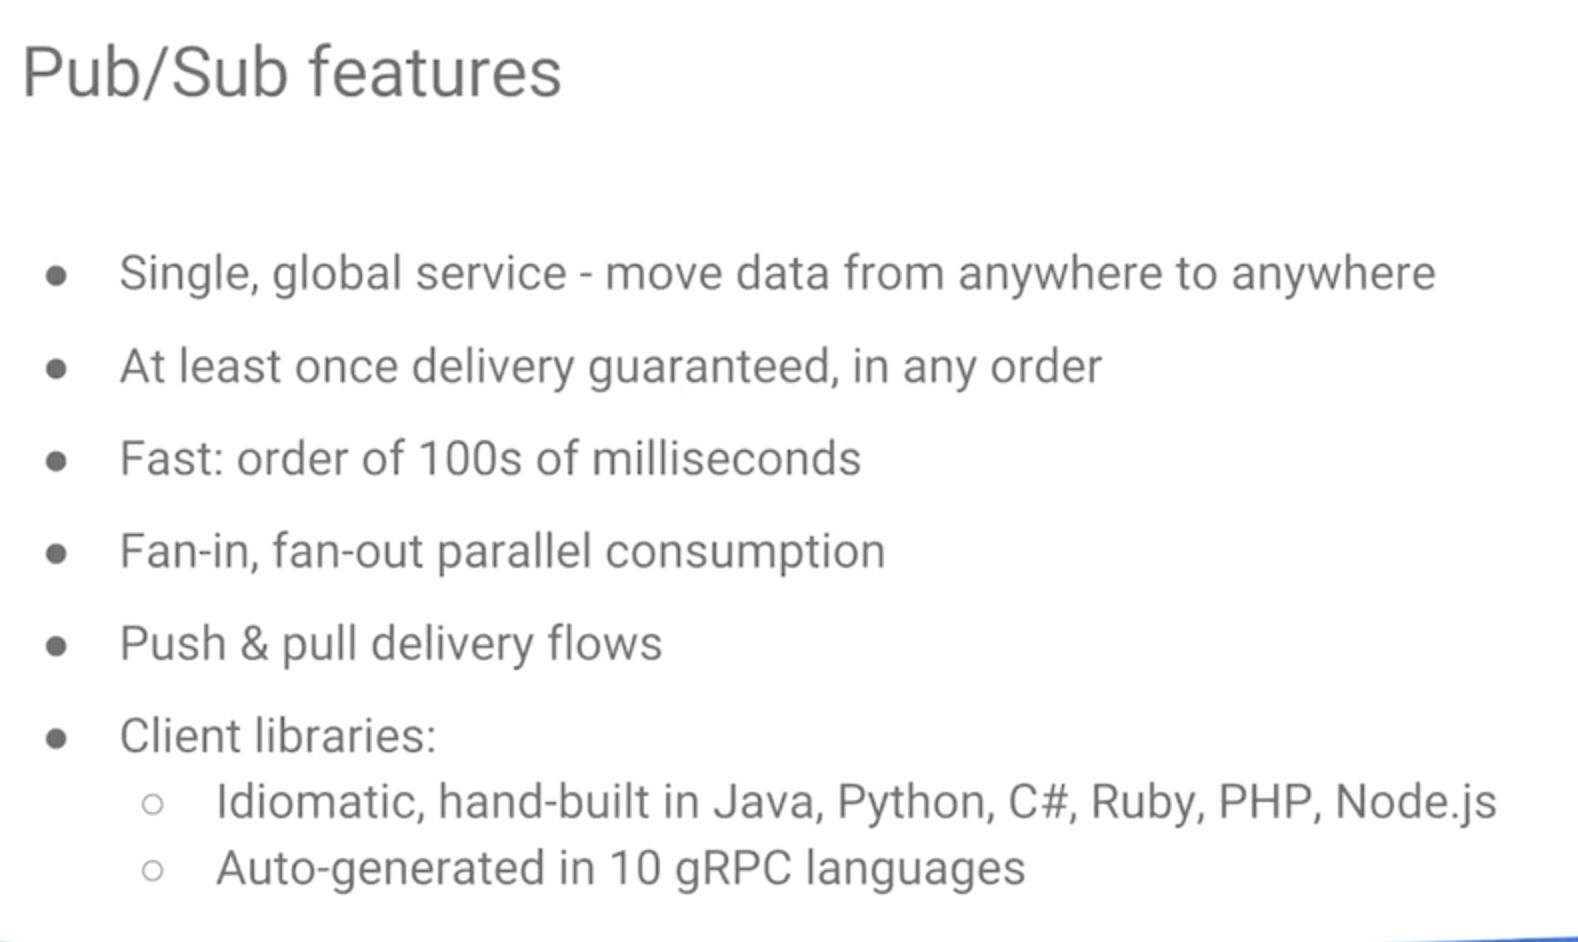 Pub/Sub features
● Single, global service - move data from anywhere to anywhere
● At least once delivery guaranteed, in any order
● Fast: order of 100s of milliseconds
● Fan-in, fan-out parallel consumption
● Push & pull delivery flows
● Client libraries:
○ Idiomatic, hand-built in Java, Python, C#, Ruby, PHP, Node.js
○ Auto-generated in 10 gRPC languages